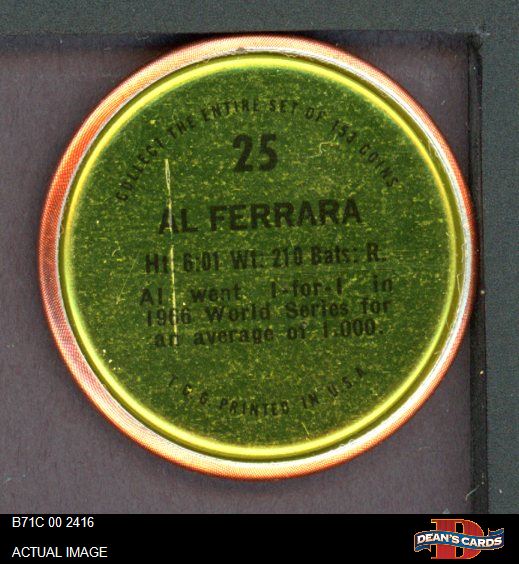 COLLECT THE ENTIRE SET OF 153 COINS
25
AL FERRARA
Ht: 6:01 Wt: 210 Bats: R.
Al went 1-for-1 in
1966 World Series for
an average of 1.000.
T.C.G. PRINTED IN U.S.A.
B71C 00 2416
ACTUAL IMAGE
D
DEAN'S CARDS